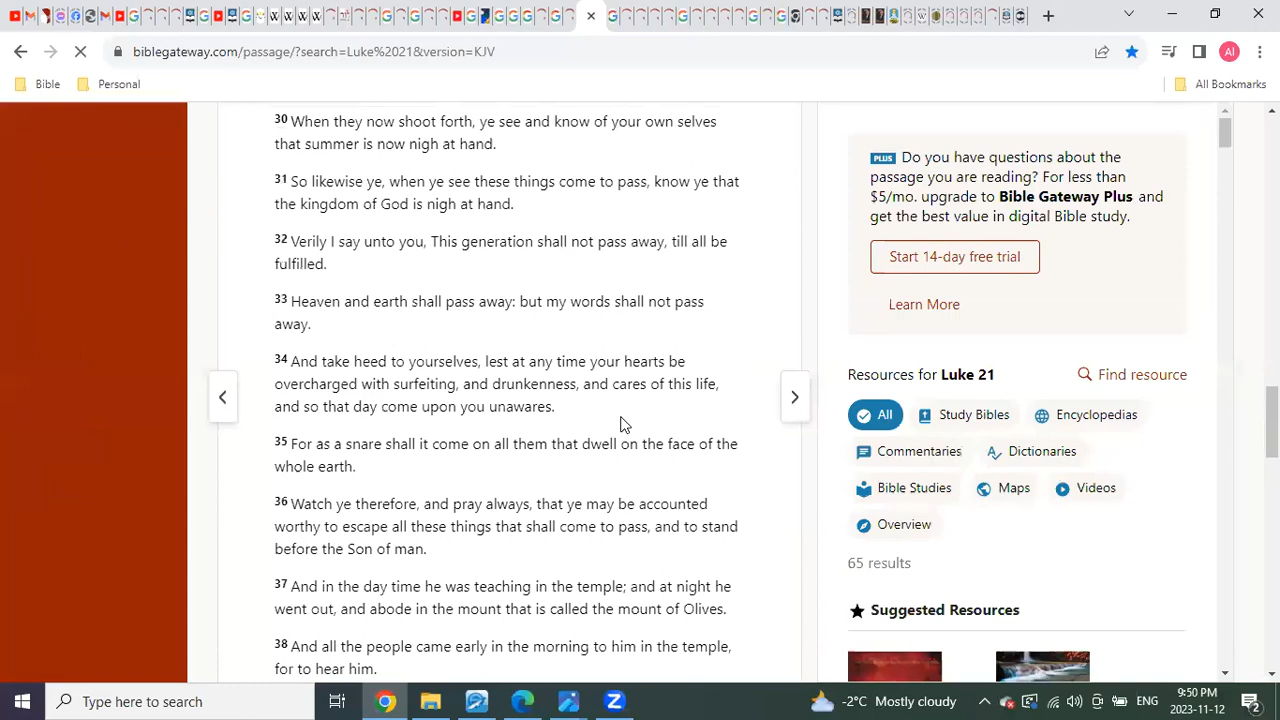 biblegateway.com/passage/?search=Luke%2021&version=KJV
AI
Bible
Personal
All Bookmarks
30 When they now shoot forth, ye see and know of your own selves
that summer is now nigh at hand.
31 So likewise ye, when ye see these things come to pass, know ye that
the kingdom of God is nigh at hand.
32 Verily I say unto you, This generation shall not pass away, till all be
fulfilled.
33 Heaven and earth shall pass away: but my words shall not pass
away.
34 And take heed to yourselves, lest at any time your hearts be
overcharged with surfeiting, and drunkenness, and cares of this life,
and so that day come upon you unawares.
35 For as a snare shall it come on all them that dwell on the face of the
whole earth.
36 Watch ye therefore, and pray always, that ye may be accounted
worthy to escape all these things that shall come to pass, and to stand
before the Son of man.
37 And in the day time he was teaching in the temple; and at night he
went out, and abode in the mount that is called the mount of Olives.
38 And all the people came early in the morning to him in the temple,
for to hear him.
PLUS Do you have questions about the
passage you are reading? For less than
$5/mo. upgrade to Bible Gateway Plus and
get the best value in digital Bible study.
Start 14-day free trial
Learn More
Resources for Luke 21
Find resource
All
Study Bibles
Encyclopedias
Commentaries
Dictionaries
Bible Studies
Maps
Videos
Overview
65 results
Suggested Resources
Type here to search
-2°C Mostly cloudy
ENG
9:50 PM
2023-11-12
2